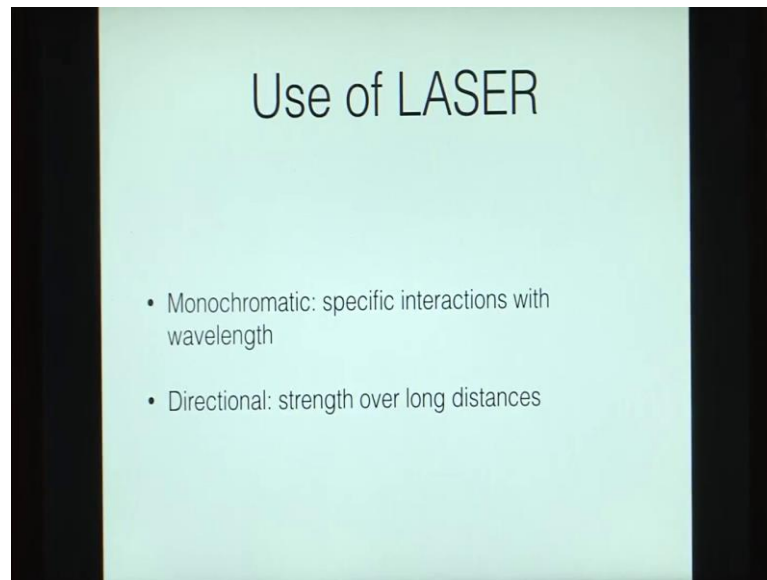 Use of LASER
• Monochromatic: specific interactions with
wavelength
• Directional: strength over long distances